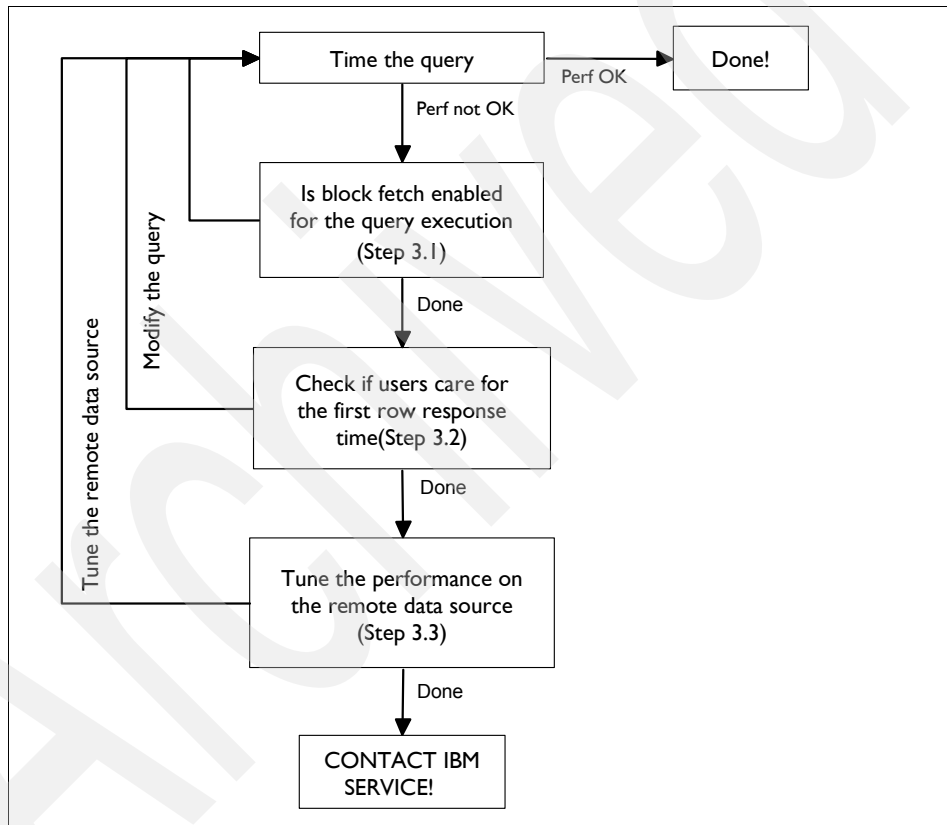 Time the query
Perf OK
Done!
Perf not OK
Is block fetch enabled
for the query execution
(Step 3.1)
Modify the query
Done
Tune the remote data source
Check if users care for
the first row response
time(Step 3.2)
Done
Tune the performance on
the remote data source
(Step 3.3)
Done
CONTACT IBM
SERVICE!
Archived